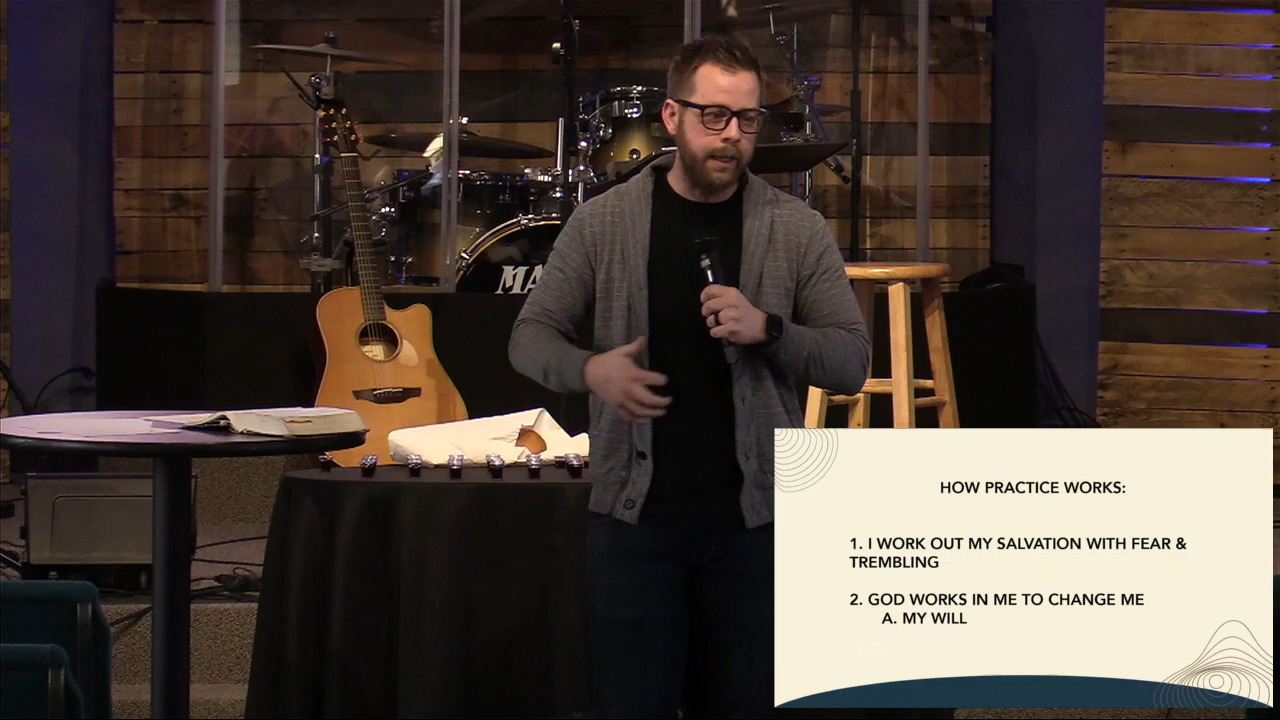 MA
HOW PRACTICE WORKS:
1. I WORK OUT MY SALVATION WITH FEAR &
TREMBLING
2. GOD WORKS IN ME TO CHANGE ME
A. MY WILL